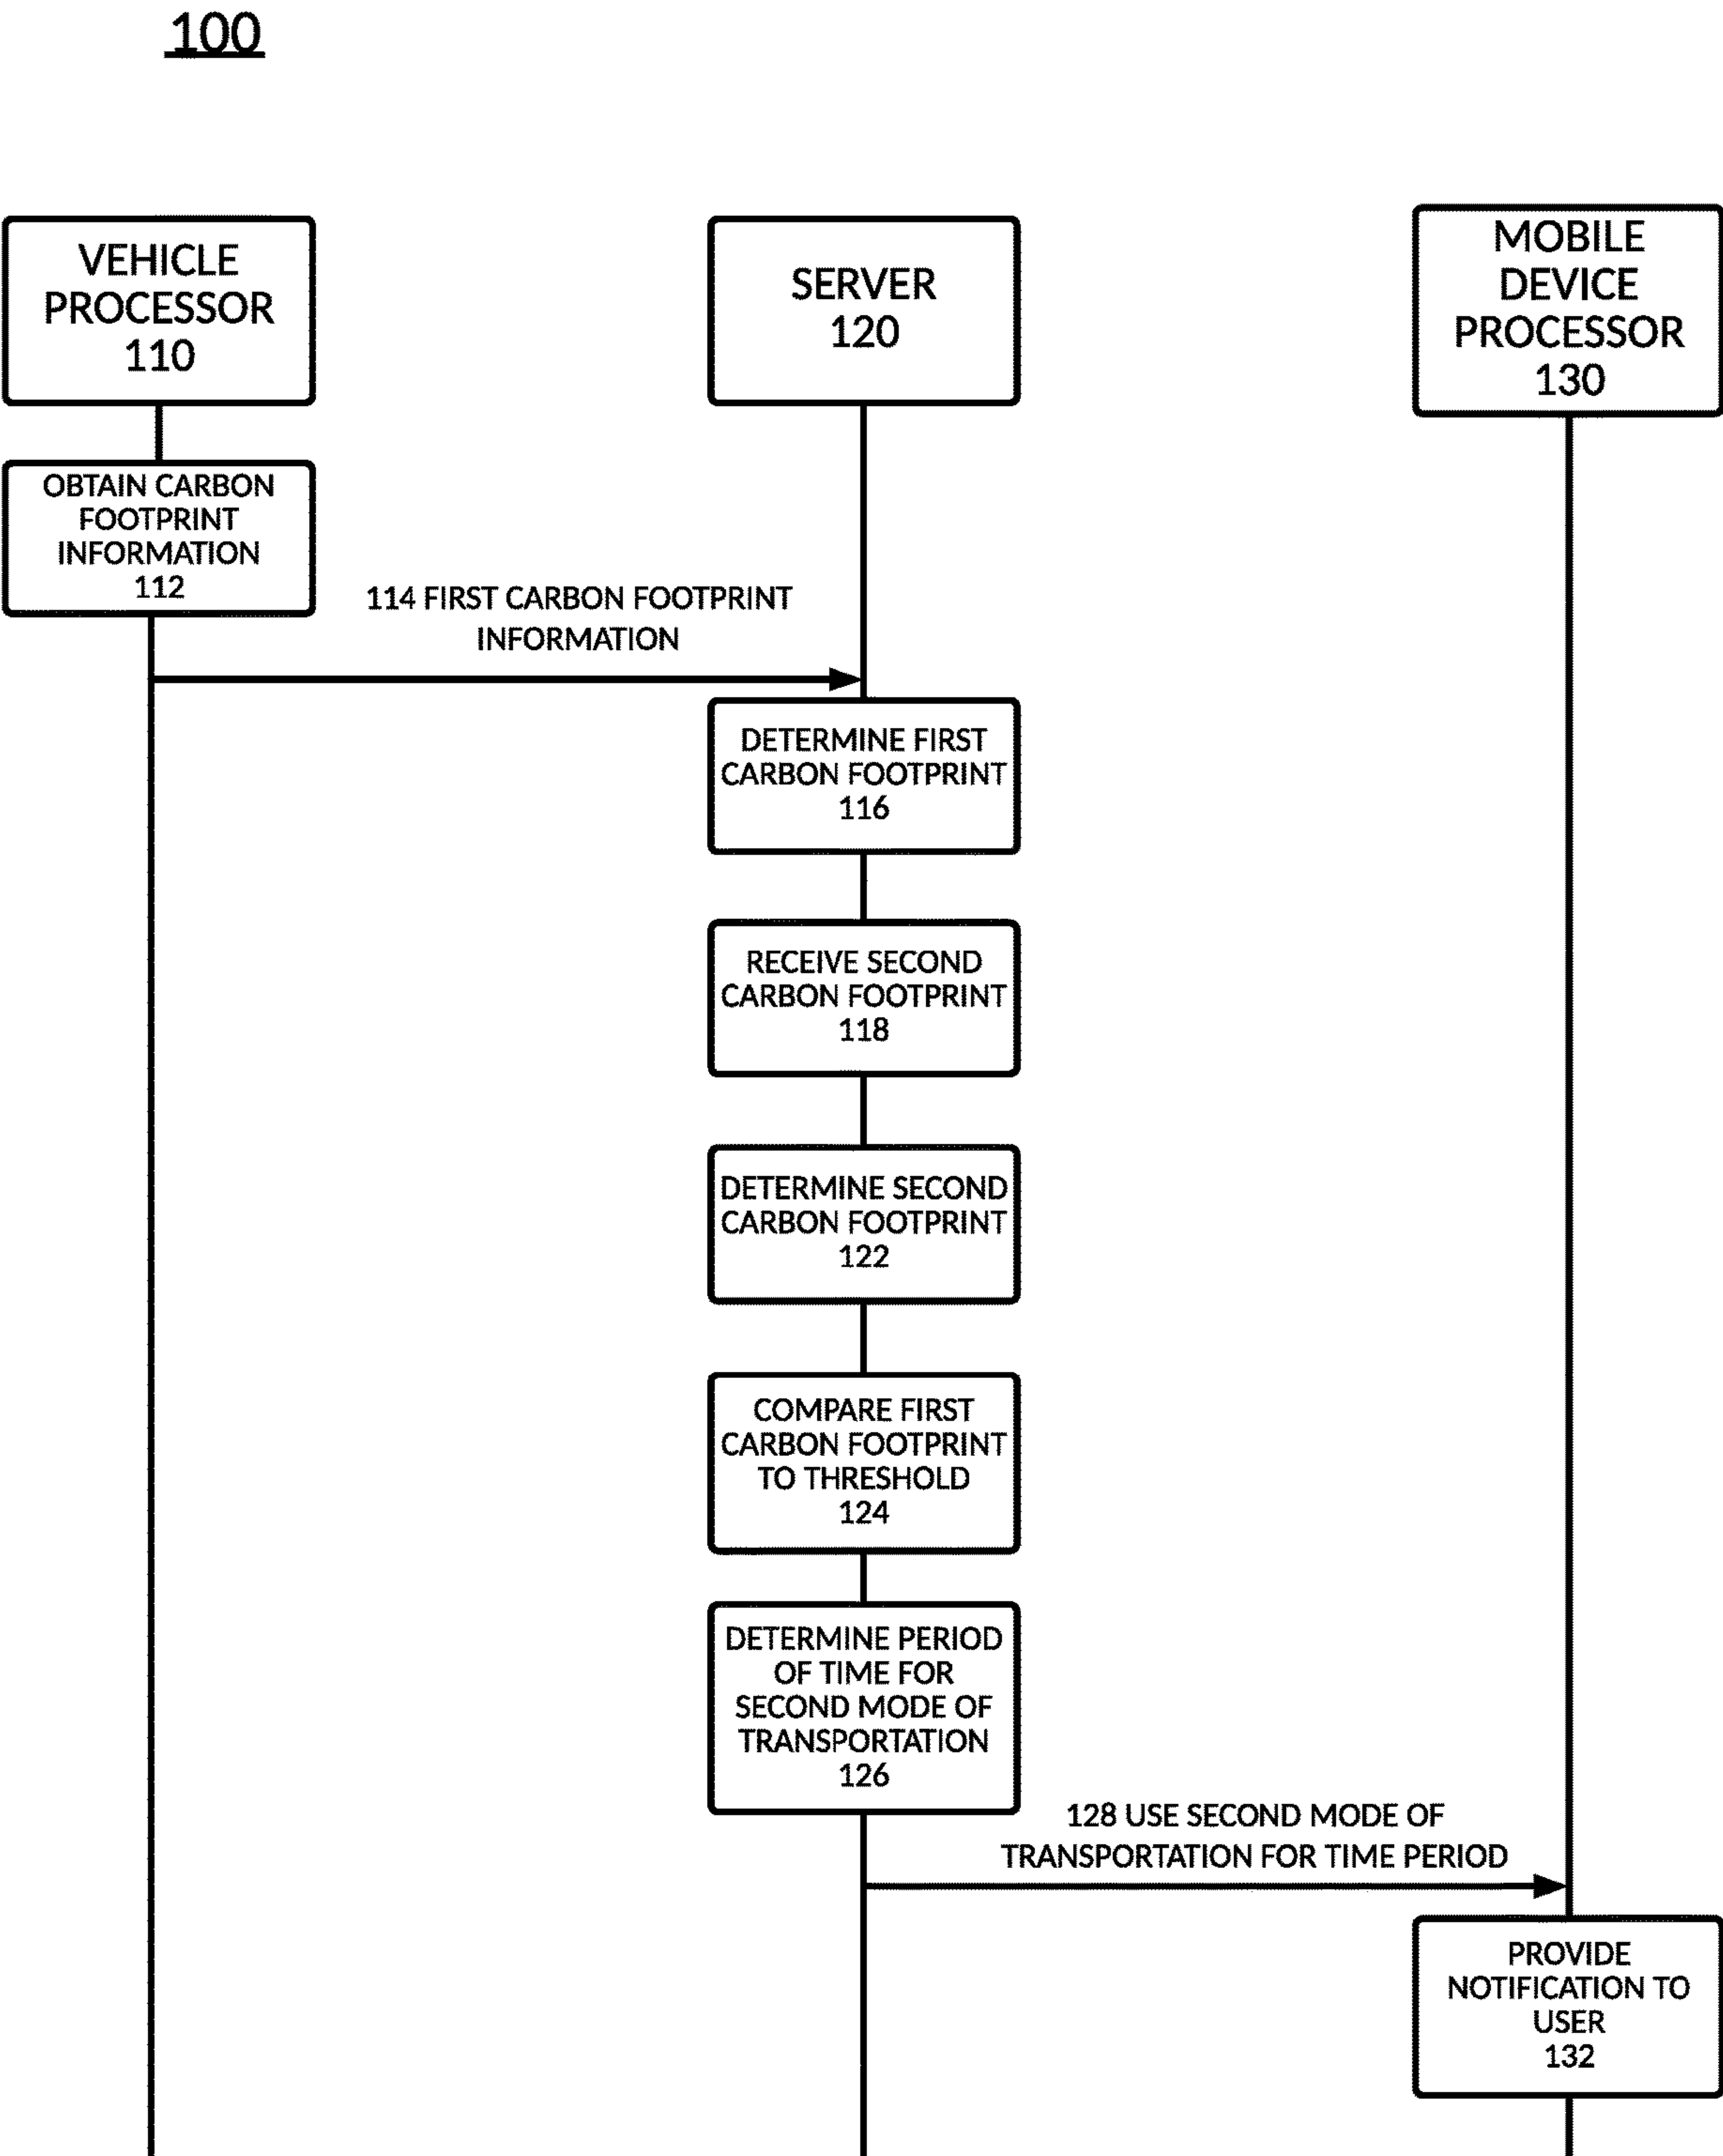 100
VEHICLE
PROCESSOR
110
SERVER
120
MOBILE
DEVICE
PROCESSOR
130
OBTAIN CARBON
FOOTPRINT
INFORMATION
112
114 FIRST CARBON FOOTPRINT
INFORMATION
DETERMINE FIRST
CARBON FOOTPRINT
116
RECEIVE SECOND
CARBON FOOTPRINT
118
DETERMINE SECOND
CARBON FOOTPRINT
122
COMPARE FIRST
CARBON FOOTPRINT
TO THRESHOLD
124
DETERMINE PERIOD
OF TIME FOR
SECOND MODE OF
TRANSPORTATION
126
128 USE SECOND MODE OF
TRANSPORTATION FOR TIME PERIOD
PROVIDE
NOTIFICATION TO
USER
132